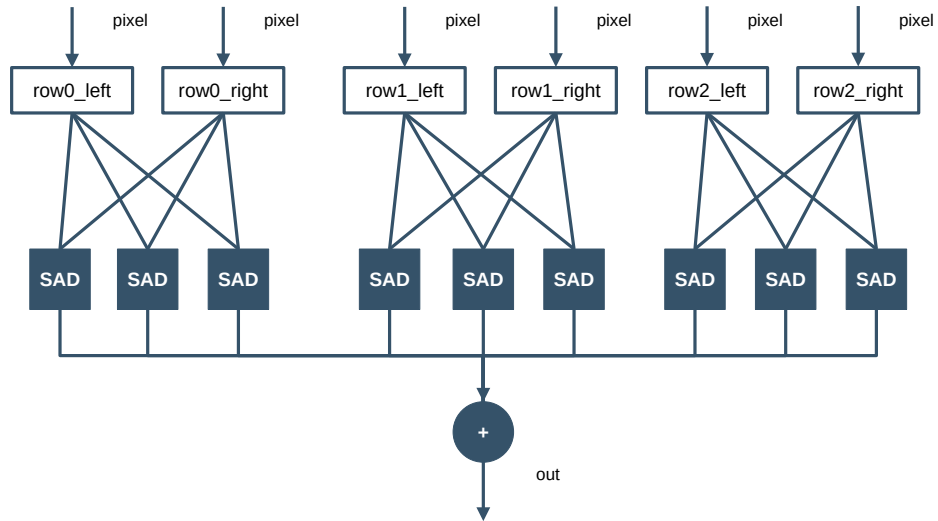 pixel
pixel
pixel
pixel
pixel
pixel
row0_left
row0_right
row1_left
row1_right
row2_left
row2_right
SAD
SAD
SAD
SAD
SAD
SAD
SAD
SAD
SAD
+
out